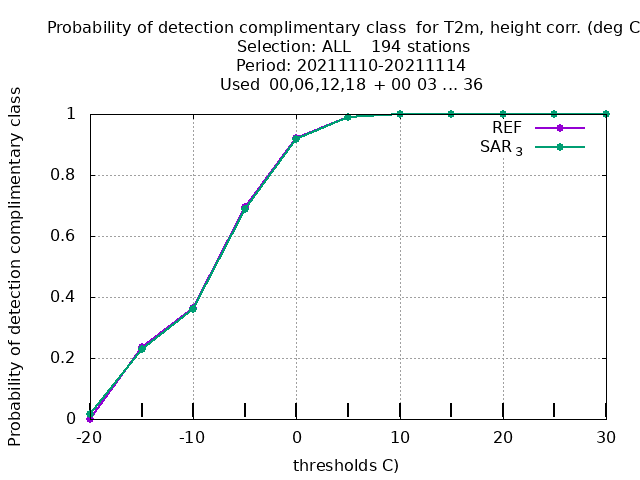 Probability of detection complimentary class for T2m, height corr. (deg C
Selection: ALL 194 stations
Period: 20211110-20211114
Used 00,06,12,18 + 00 03 ... 36
Probability of detection complimentary class
1
0.8
0.6
0.4
0.2
0
REF
SAR 3
-20 -10 0 10 20 30
thresholds C)